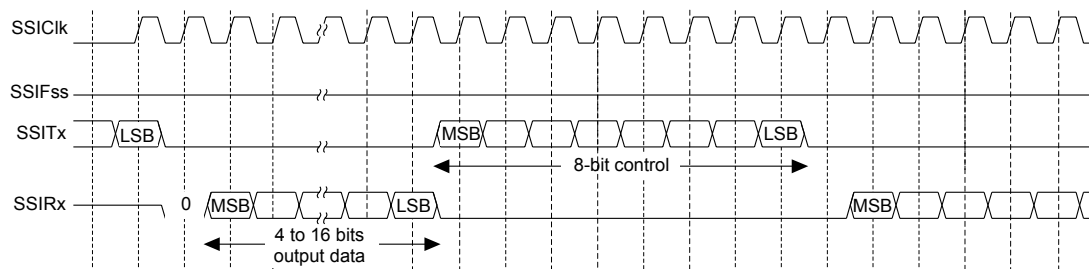 SSIClk
SSIFss
SSITx
LSB
MSB
LSB
8-bit control
SSIRx
0
MSB
LSB
MSB
4 to 16 bits
output data